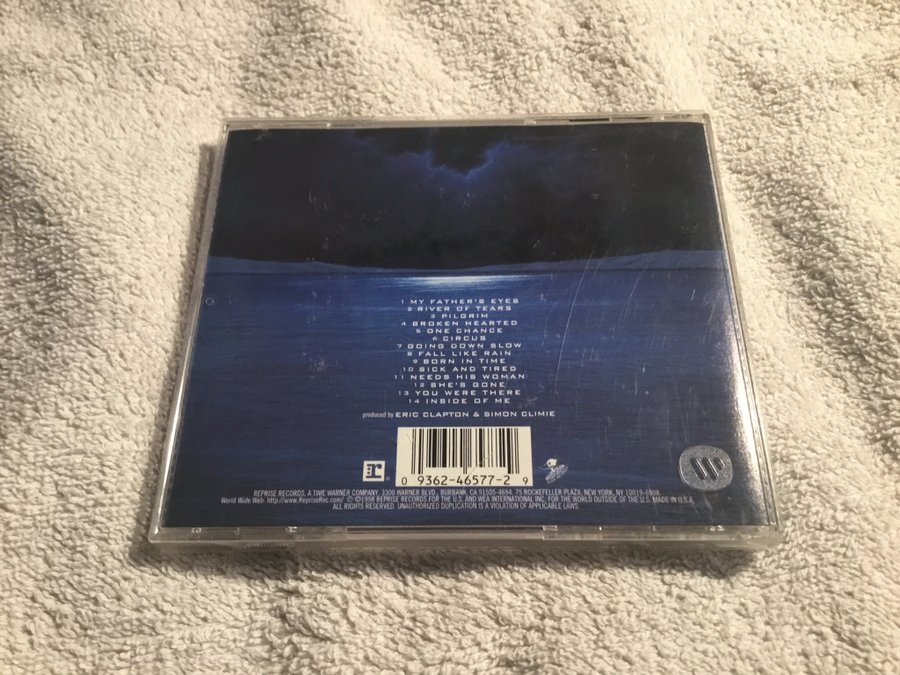 1 MY FATHER'S EYES
2 RIVER OF TEARS
3 PILGRIM
4 BROKEN HEARTED
5 ONE CHANCE
6 CIRCUS
7 GOING DOWN SLOW
8 FALL LIKE RAIN
9 BORN IN TIME
10 SICK AND TIRED
11 NEEDS HIS WOMAN
12 SHE'S GONE
13 YOU WERE THERE
14 INSIDE OF ME
produced by ERIC CLAPTON & SIMON CLIMIE
r
0 9362-46577-2 9
REPRISE RECORDS, A TIME WARNER COMPANY, 3300 WARNER BLVD., BURBANK, CA 91505-4694. 75 ROCKEFELLER PLAZA, NEW YORK, NY 10019-6908.
World Wide Web: http://www.RepriseRec.com/ ℗©1998 REPRISE RECORDS FOR THE U.S. AND WEA INTERNATIONAL INC. FOR THE WORLD OUTSIDE OF THE U.S. MADE IN U.S.A.
ALL RIGHTS RESERVED. UNAUTHORIZED DUPLICATION IS A VIOLATION OF APPLICABLE LAWS.